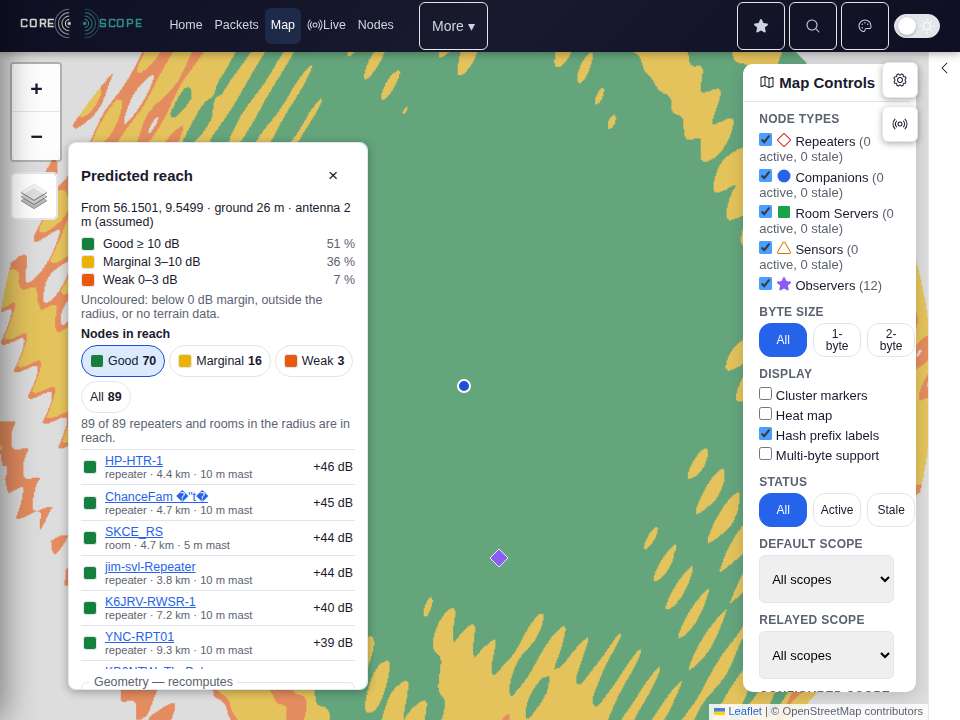 CORE SCOPE
Home Packets Map Live Nodes More ▾
+
−
Predicted reach ×
From 56.1501, 9.5499 · ground 26 m · antenna 2
m (assumed)
Good ≥ 10 dB 51 %
Marginal 3–10 dB 36 %
Weak 0–3 dB 7 %
Uncoloured: below 0 dB margin, outside the
radius, or no terrain data.
Nodes in reach
Good 70 Marginal 16 Weak 3
All 89
89 of 89 repeaters and rooms in the radius are in
reach.
HP-HTR-1 +46 dB
repeater · 4.4 km · 10 m mast
ChanceFam �"t� +45 dB
repeater · 4.7 km · 10 m mast
SKCE_RS +44 dB
room · 4.7 km · 5 m mast
jim-svl-Repeater +44 dB
repeater · 3.8 km · 10 m mast
K6JRV-RWSR-1 +40 dB
repeater · 7.2 km · 10 m mast
YNC-RPT01 +39 dB
repeater · 9.3 km · 10 m mast
Geometry — recomputes
Map Controls
NODE TYPES
Repeaters (0
active, 0 stale)
Companions (0
active, 0 stale)
Room Servers (0
active, 0 stale)
Sensors (0
active, 0 stale)
Observers (12)
BYTE SIZE
All 1-byte 2-byte
DISPLAY
Cluster markers
Heat map
Hash prefix labels
Multi-byte support
STATUS
All Active Stale
DEFAULT SCOPE
All scopes
RELAYED SCOPE
All scopes
Leaflet | © OpenStreetMap contributors